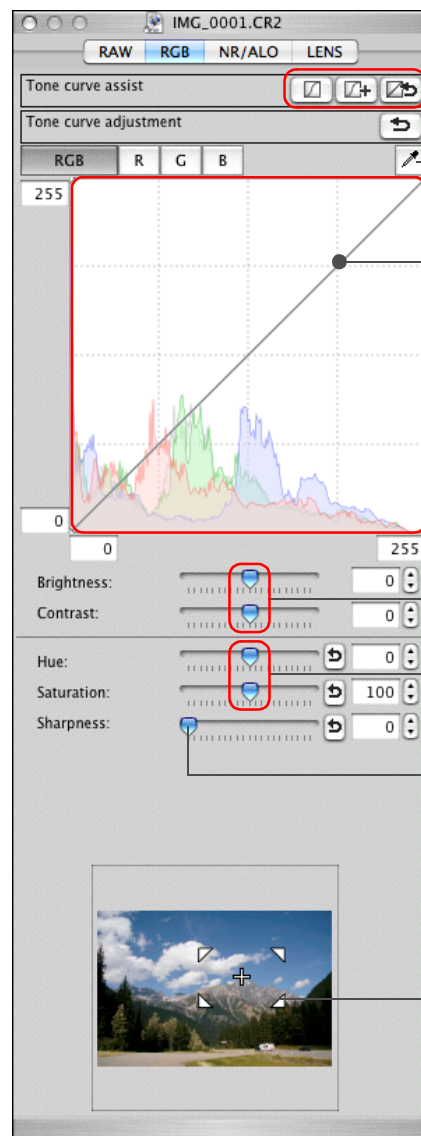 IMG_0001.CR2
RAW RGB NR/ALO LENS
Tone curve assist
Tone curve adjustment
RGB R G B
255
0
0 255
Brightness: 0
Contrast: 0
Hue: 0
Saturation: 100
Sharpness: 0